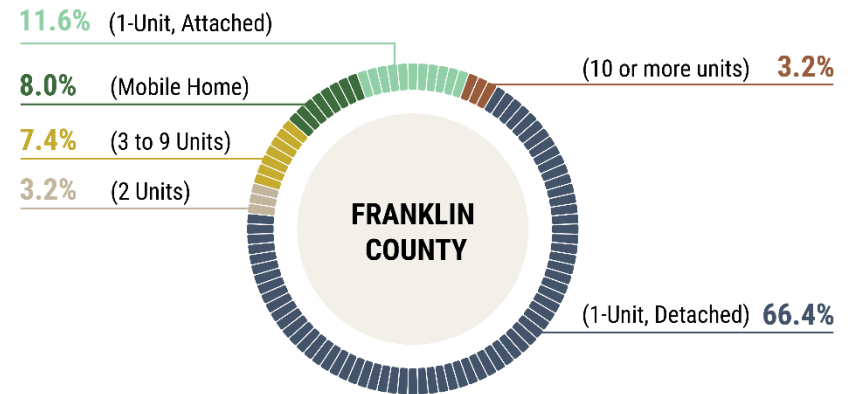 11.6% (1-Unit, Attached)
8.0% (Mobile Home)
7.4% (3 to 9 Units)
3.2% (2 Units)
(10 or more units) 3.2%
FRANKLIN
COUNTY
(1-Unit, Detached) 66.4%